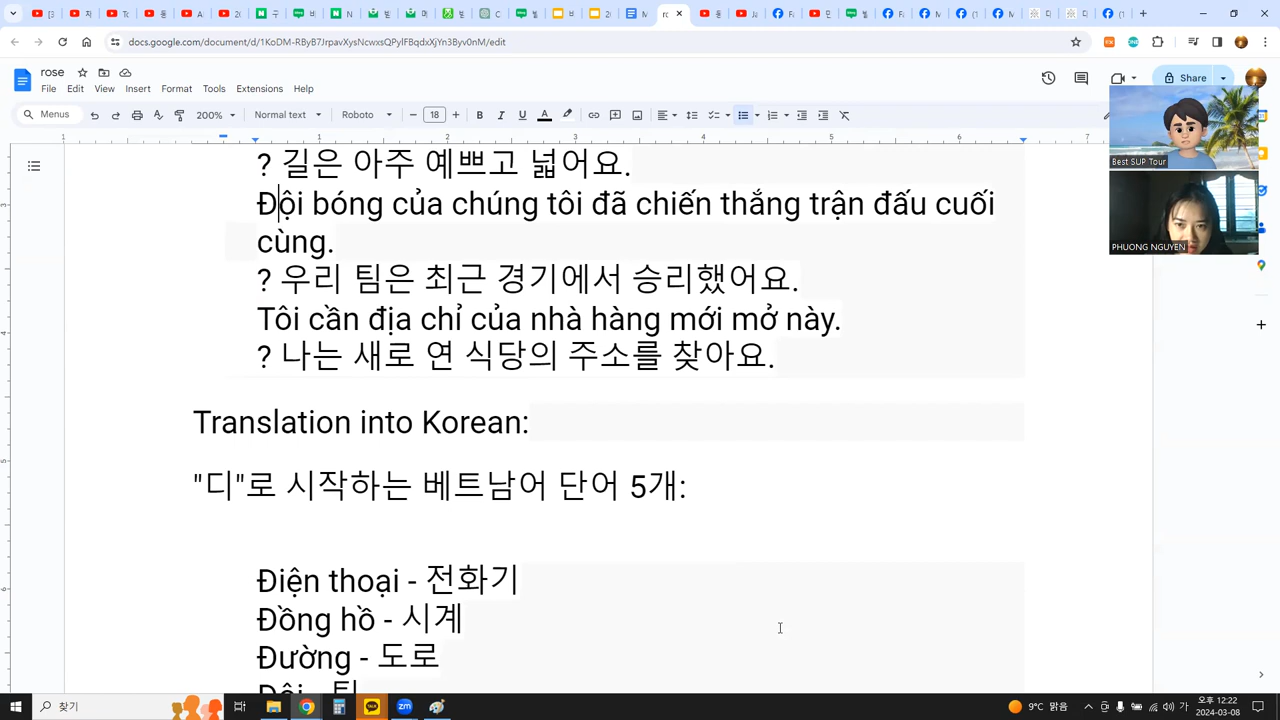 docs.google.com/document/d/1KoDM-RByB7JrpavXysNcwxsQPylFBqdxXjYn3Byv0nM/edit
rose
File Edit View Insert Format Tools Extensions Help
Share
Menus 200% Normal text Roboto 18 B I U A
? 길은 아주 예쁘고 넓어요.
Đội bóng của chúng tôi đã chiến thắng trận đấu cuối
cùng.
? 우리 팀은 최근 경기에서 승리했어요.
Tôi cần địa chỉ của nhà hàng mới mở này.
? 나는 새로 연 식당의 주소를 찾아요.
Translation into Korean:
"디"로 시작하는 베트남어 단어 5개:
Điện thoại - 전화기
Đồng hồ - 시계
Đường - 도로
Đội - 팀
Best SUP Tour
PHUONG NGUYEN
찾기
9°C 맑음
가
오후 12:22
2024-03-08